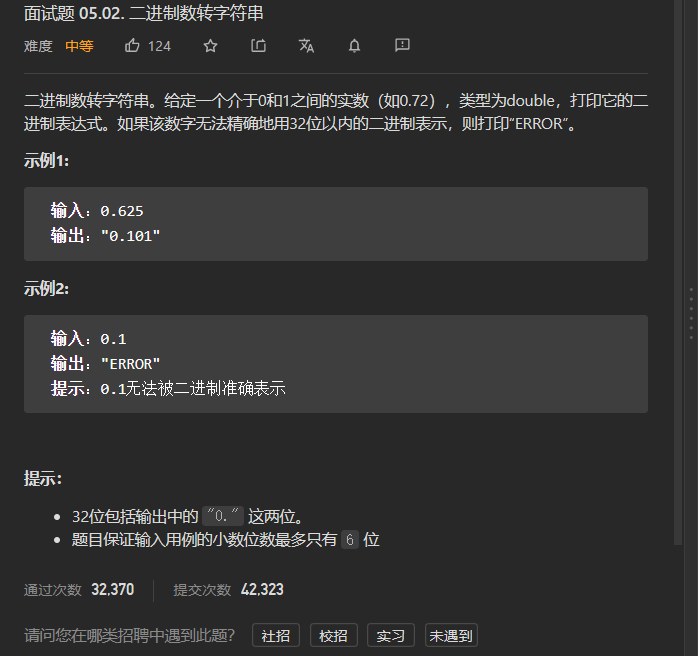 面试题 05.02. 二进制数转字符串
难度 中等 124
二进制数转字符串。给定一个介于0和1之间的实数（如0.72），类型为double，打印它的二
进制表达式。如果该数字无法精确地用32位以内的二进制表示，则打印“ERROR”。
示例1:
输入：0.625
输出："0.101"
示例2:
输入：0.1
输出："ERROR"
提示：0.1无法被二进制准确表示
提示：
32位包括输出中的 "0." 这两位。
题目保证输入用例的小数位数最多只有 6 位
通过次数 32,370 提交次数 42,323
请问您在哪类招聘中遇到此题？ 社招 校招 实习 未遇到